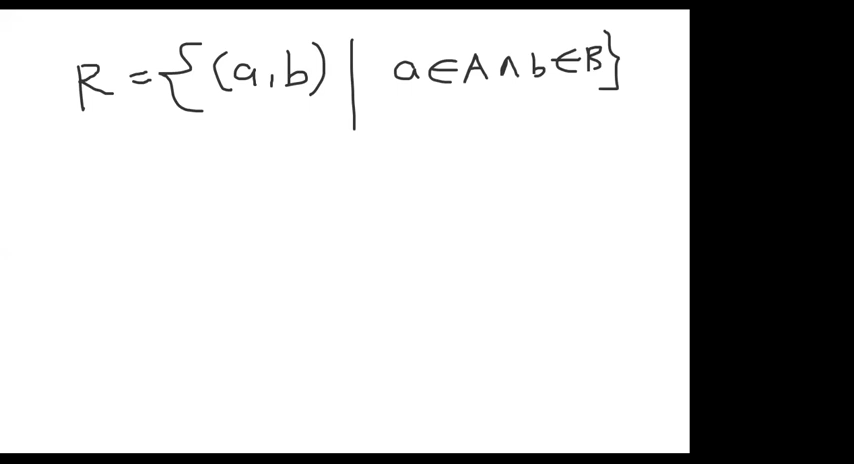 R = {(a,b) | a ∈ A ∧ b ∈ B}